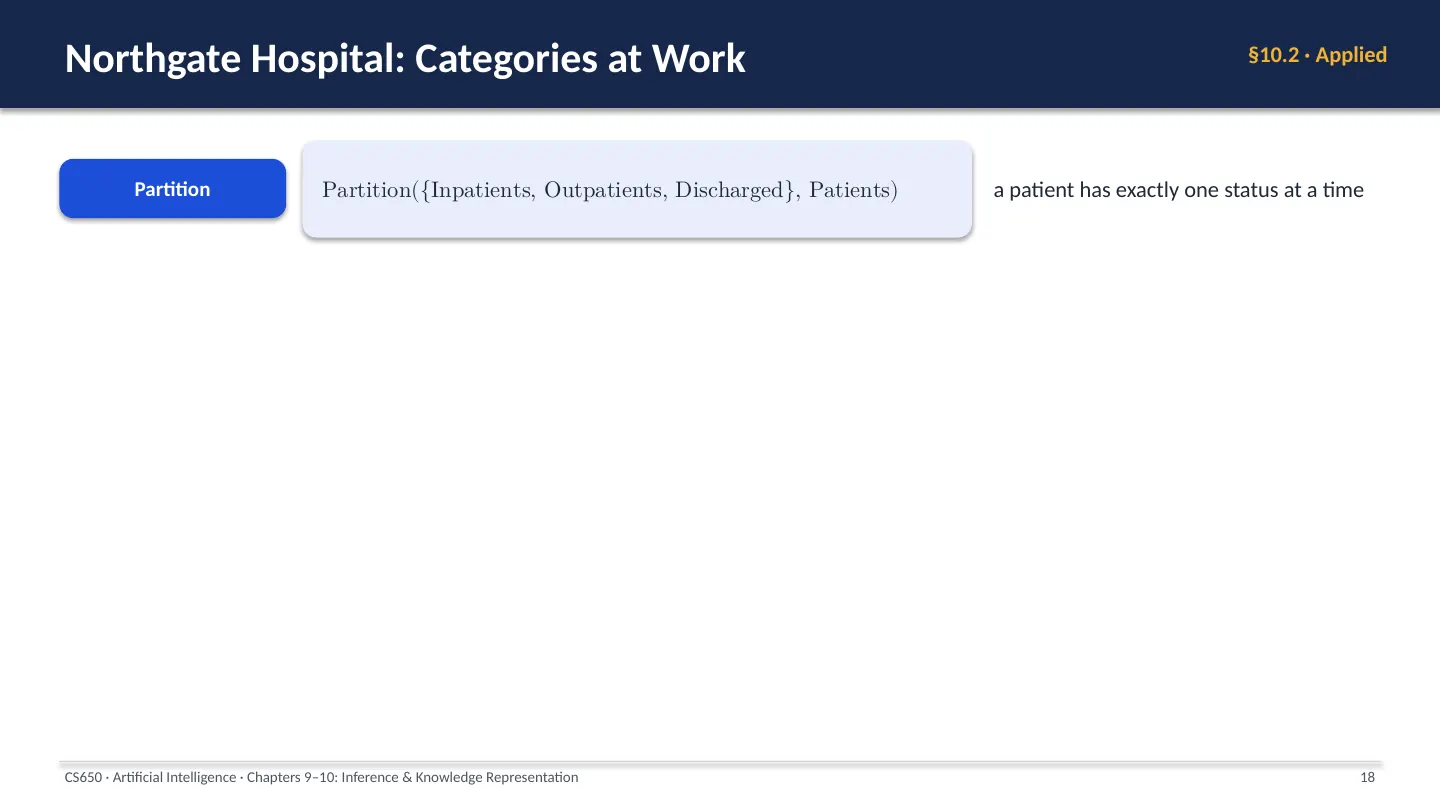 Northgate Hospital: Categories at Work
§10.2 · Applied
Partition
Partition({Inpatients, Outpatients, Discharged}, Patients)
a patient has exactly one status at a time
CS650 · Artificial Intelligence · Chapters 9–10: Inference & Knowledge Representation
18